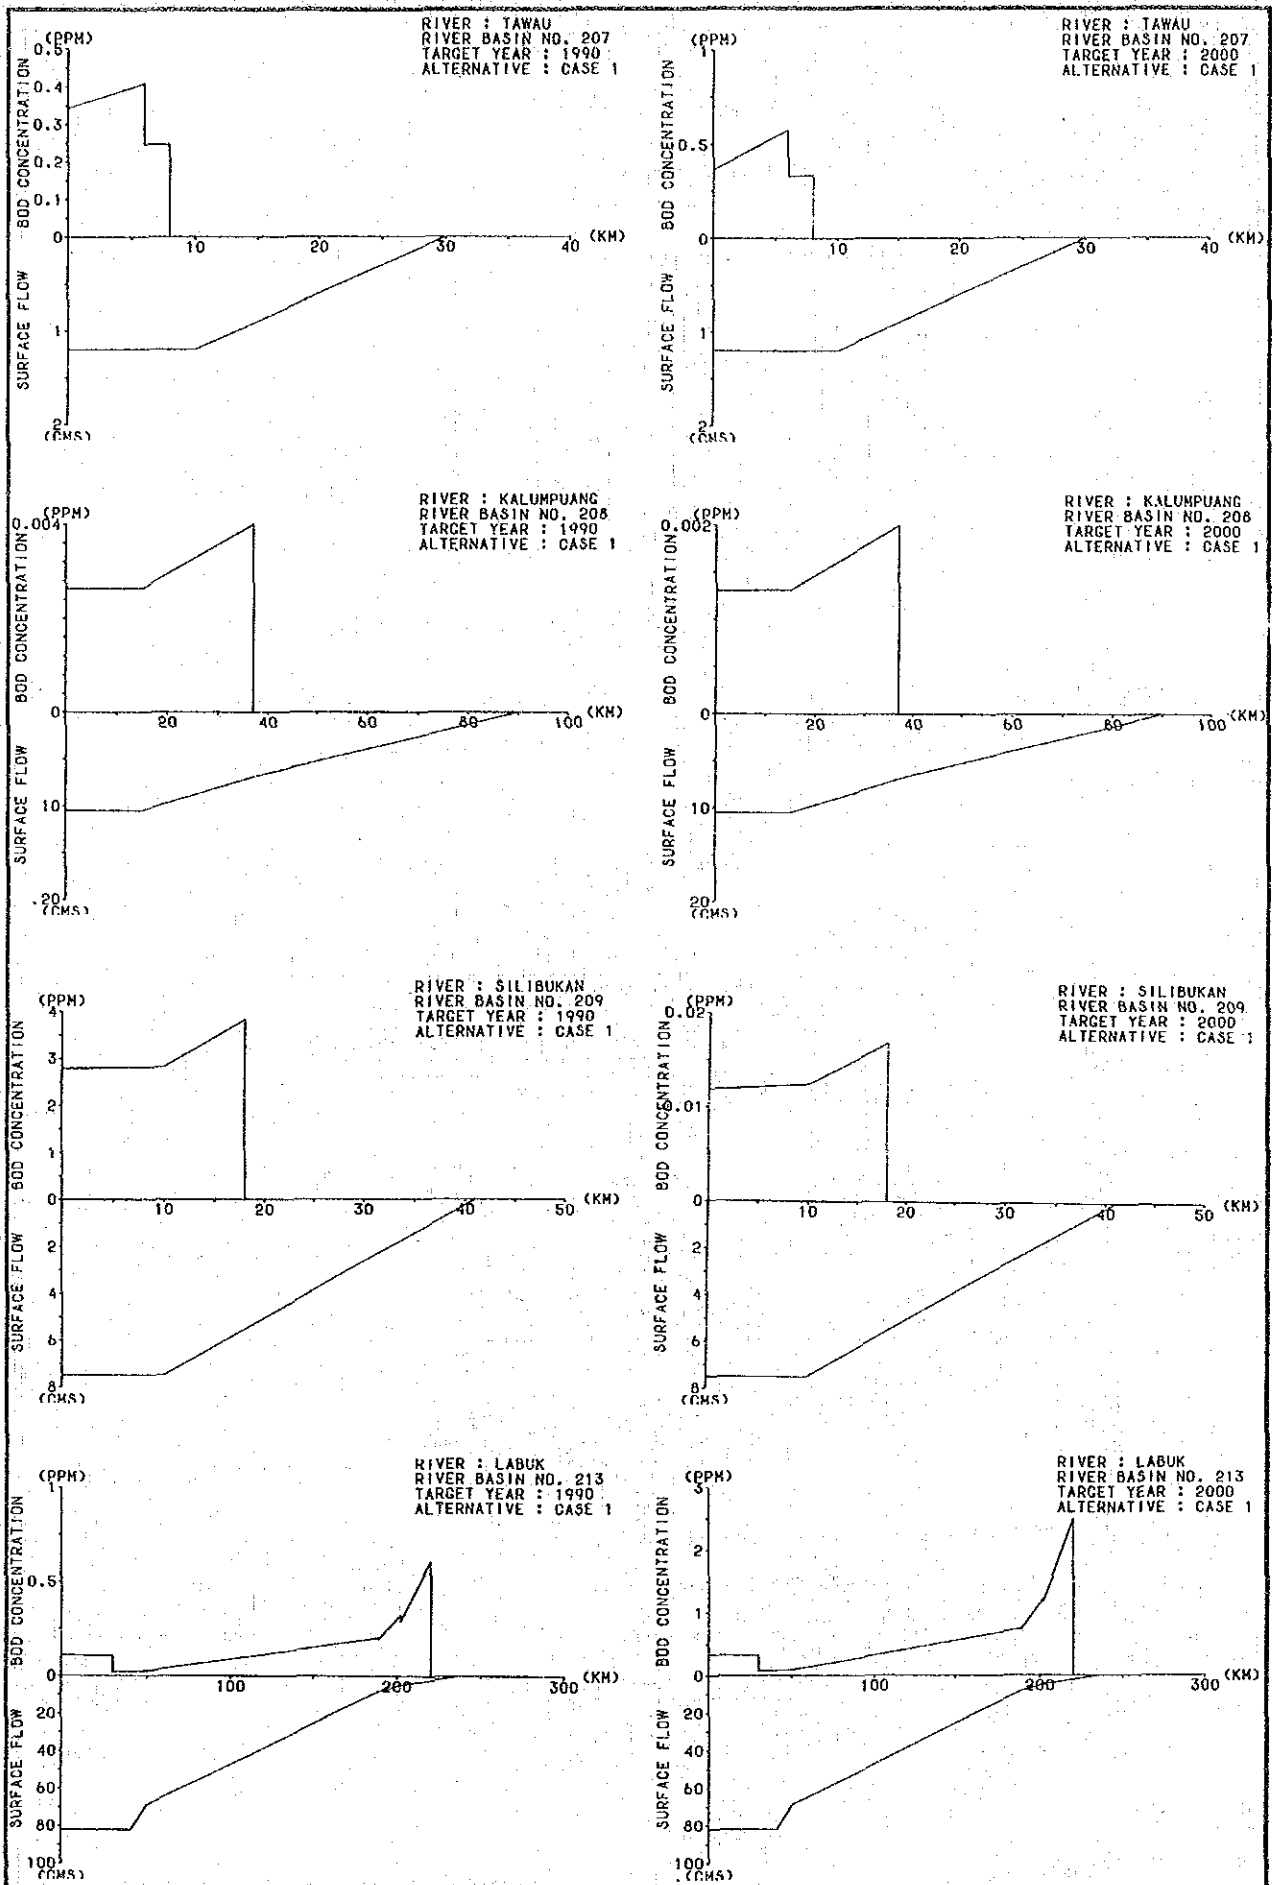 RIVER : TAWAU
RIVER BASIN NO. 207
TARGET YEAR : 1990
ALTERNATIVE : CASE 1
(PPM)
0.5
0.4
0.3
0.2
0.1
0
BOD CONCENTRATION
10
20
30
40
(KM)
SURFACE FLOW
1
2
(CMS)
RIVER : TAWAU
RIVER BASIN NO. 207
TARGET YEAR : 2000
ALTERNATIVE : CASE 1
(PPM)
1
0.5
0
BOD CONCENTRATION
10
20
30
40
(KM)
SURFACE FLOW
1
2
(CMS)
RIVER : KALUMPUANG
RIVER BASIN NO. 208
TARGET YEAR : 1990
ALTERNATIVE : CASE 1
(PPM)
0.004
0
BOD CONCENTRATION
20
40
60
80
100
(KM)
SURFACE FLOW
10
20
(CMS)
RIVER : KALUMPUANG
RIVER BASIN NO. 208
TARGET YEAR : 2000
ALTERNATIVE : CASE 1
(PPM)
0.002
0
BOD CONCENTRATION
20
40
60
80
100
(KM)
SURFACE FLOW
10
20
(CMS)
RIVER : SILIBUKAN
RIVER BASIN NO. 209
TARGET YEAR : 1990
ALTERNATIVE : CASE 1
(PPM)
4
3
2
1
0
BOD CONCENTRATION
10
20
30
40
50
(KM)
SURFACE FLOW
2
4
6
8
(CMS)
RIVER : SILIBUKAN
RIVER BASIN NO. 209
TARGET YEAR : 2000
ALTERNATIVE : CASE 1
(PPM)
0.02
0.01
0
BOD CONCENTRATION
10
20
30
40
50
(KM)
SURFACE FLOW
2
4
6
8
(CMS)
RIVER : LABUK
RIVER BASIN NO. 213
TARGET YEAR : 1990
ALTERNATIVE : CASE 1
(PPM)
1
0.5
0
BOD CONCENTRATION
100
200
300
(KM)
SURFACE FLOW
20
40
60
80
100
(CMS)
RIVER : LABUK
RIVER BASIN NO. 213
TARGET YEAR : 2000
ALTERNATIVE : CASE 1
(PPM)
3
2
1
0
BOD CONCENTRATION
100
200
300
(KM)
SURFACE FLOW
20
40
60
80
100
(CMS)